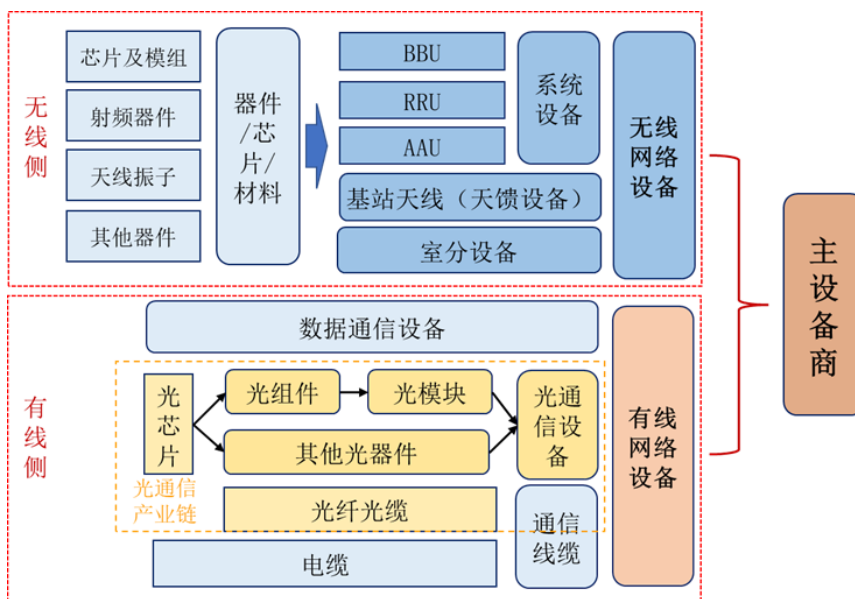 无
线
侧
芯片及模组
射频器件
天线振子
其他器件
器件
/芯
片/
材料
BBU
RRU
AAU
系统
设备
基站天线（天馈设备）
室分设备
无线
网络
设备
主
设
备
商
有
线
侧
数据通信设备
光
芯
片
光组件
光模块
其他光器件
光通
信设
备
光通信
产业链
光纤光缆
电缆
通信
线缆
有线
网络
设备